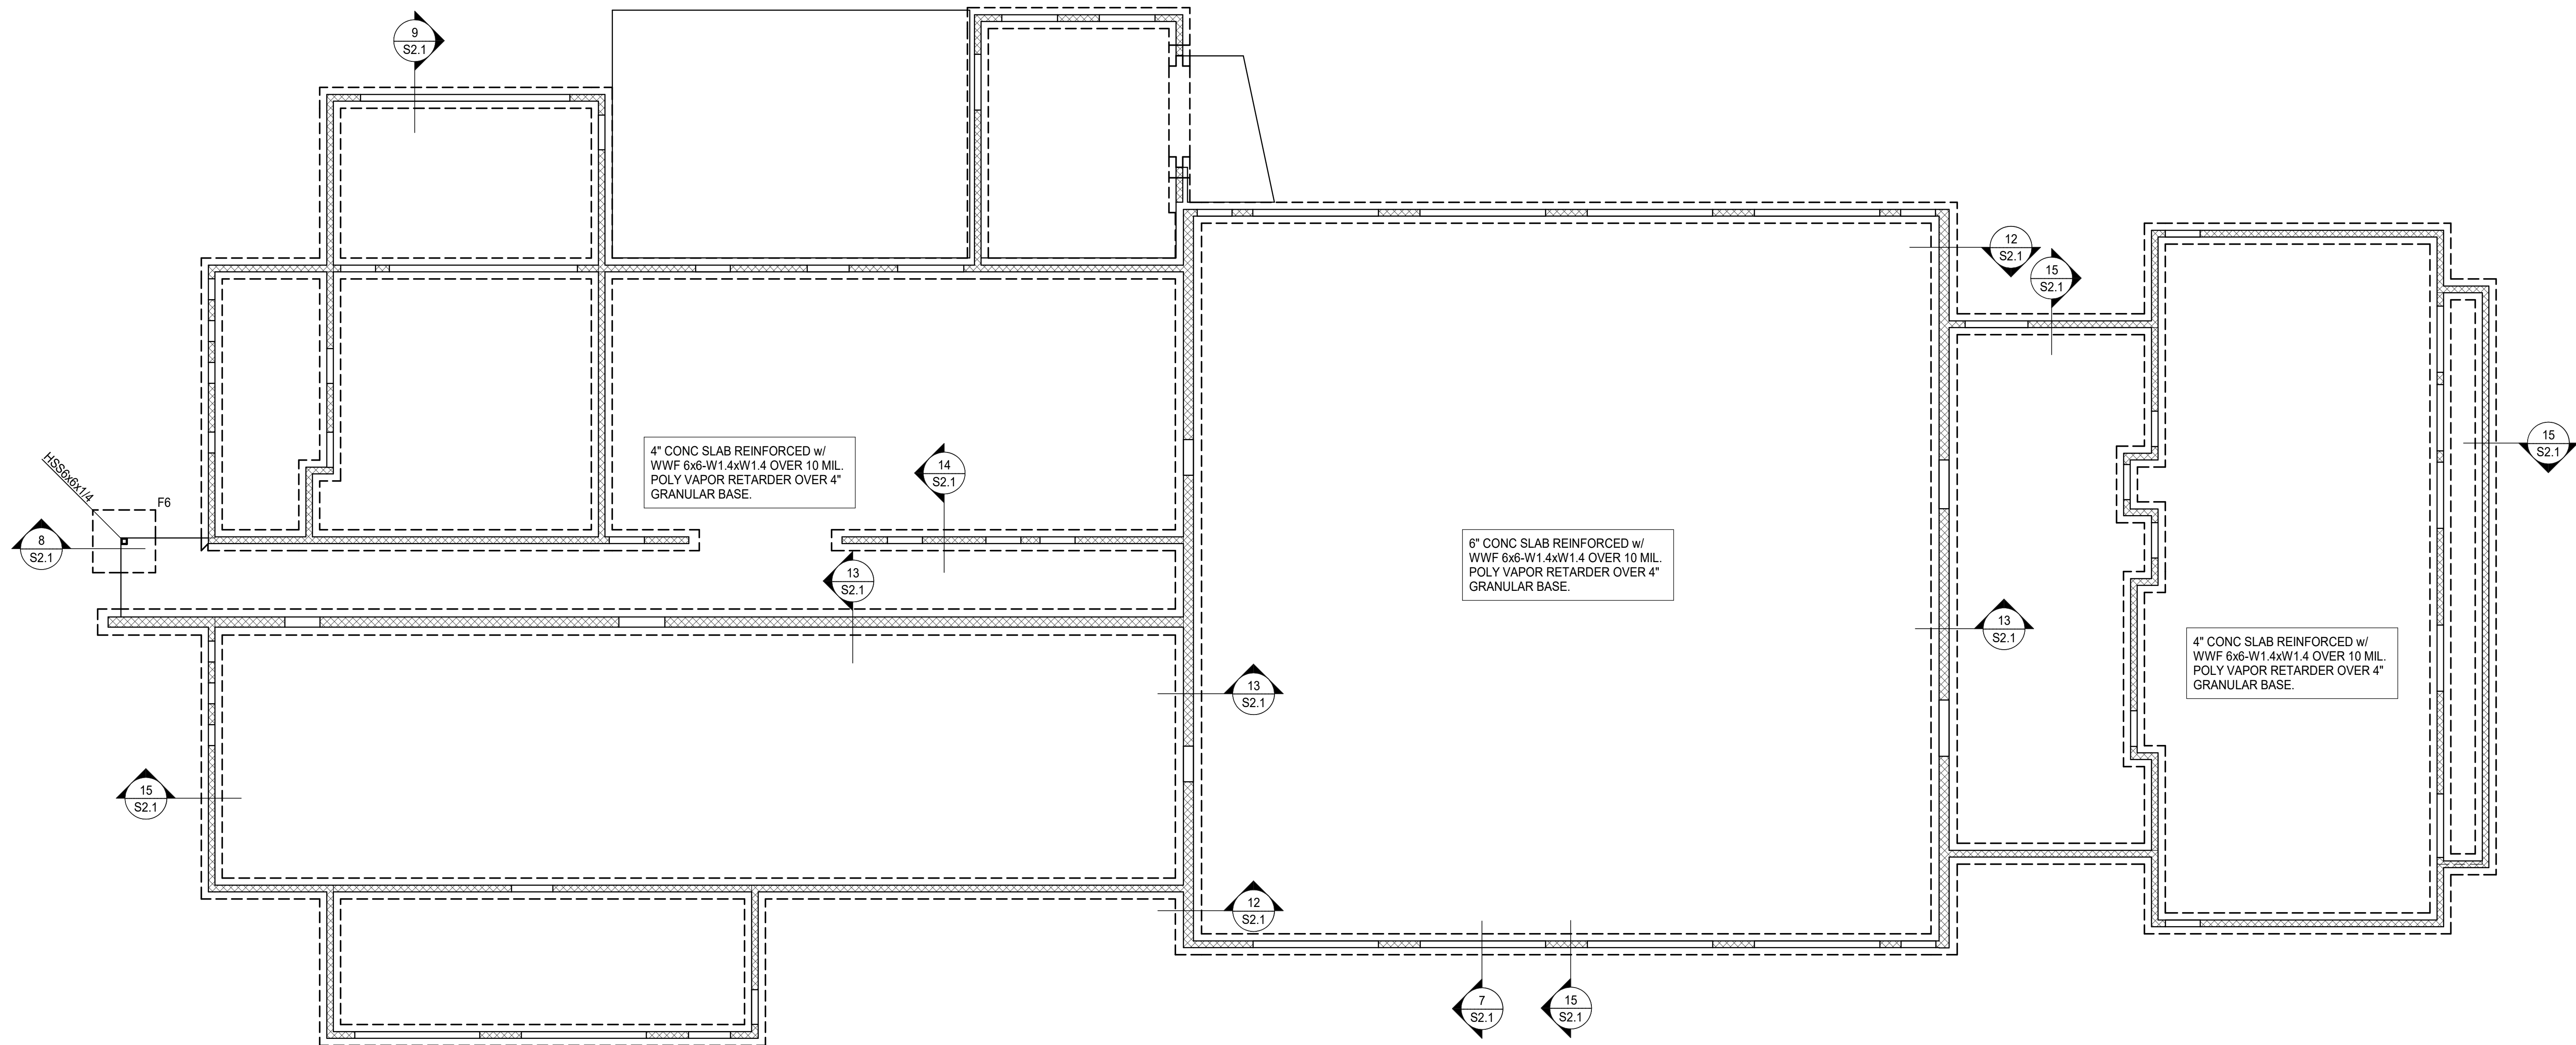 9
S2.1
12
S2.1
15
S2.1
4" CONC SLAB REINFORCED w/
WWF 6x6-W1.4xW1.4 OVER 10 MIL.
POLY VAPOR RETARDER OVER 4"
GRANULAR BASE.
14
S2.1
15
S2.1
HSS6x6x1/4
F6
8
S2.1
13
S2.1
6" CONC SLAB REINFORCED w/
WWF 6x6-W1.4xW1.4 OVER 10 MIL.
POLY VAPOR RETARDER OVER 4"
GRANULAR BASE.
13
S2.1
4" CONC SLAB REINFORCED w/
WWF 6x6-W1.4xW1.4 OVER 10 MIL.
POLY VAPOR RETARDER OVER 4"
GRANULAR BASE.
13
S2.1
15
S2.1
12
S2.1
7
S2.1
15
S2.1